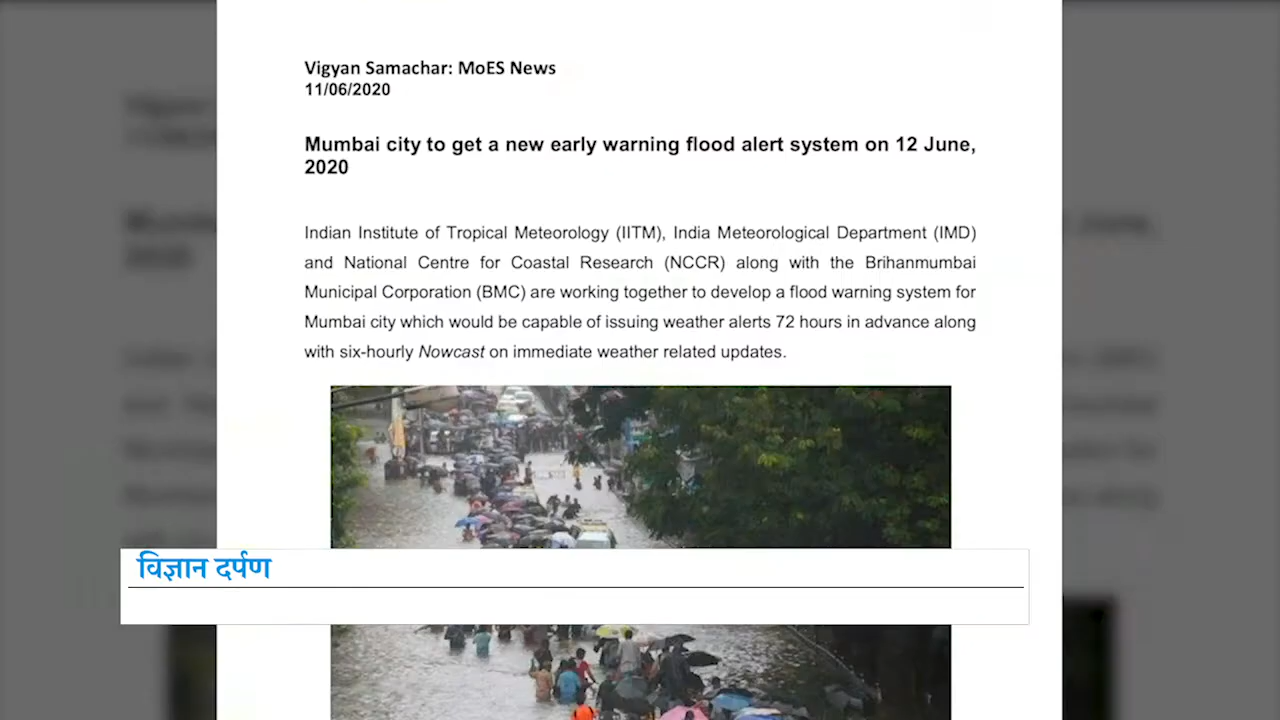 Vigyan Samachar: MoES News
11/06/2020
Mumbai city to get a new early warning flood alert system on 12 June,
2020
Indian Institute of Tropical Meteorology (IITM), India Meteorological Department (IMD)
and National Centre for Coastal Research (NCCR) along with the Brihanmumbai
Municipal Corporation (BMC) are working together to develop a flood warning system for
Mumbai city which would be capable of issuing weather alerts 72 hours in advance along
with six-hourly Nowcast on immediate weather related updates.
विज्ञान दर्पण